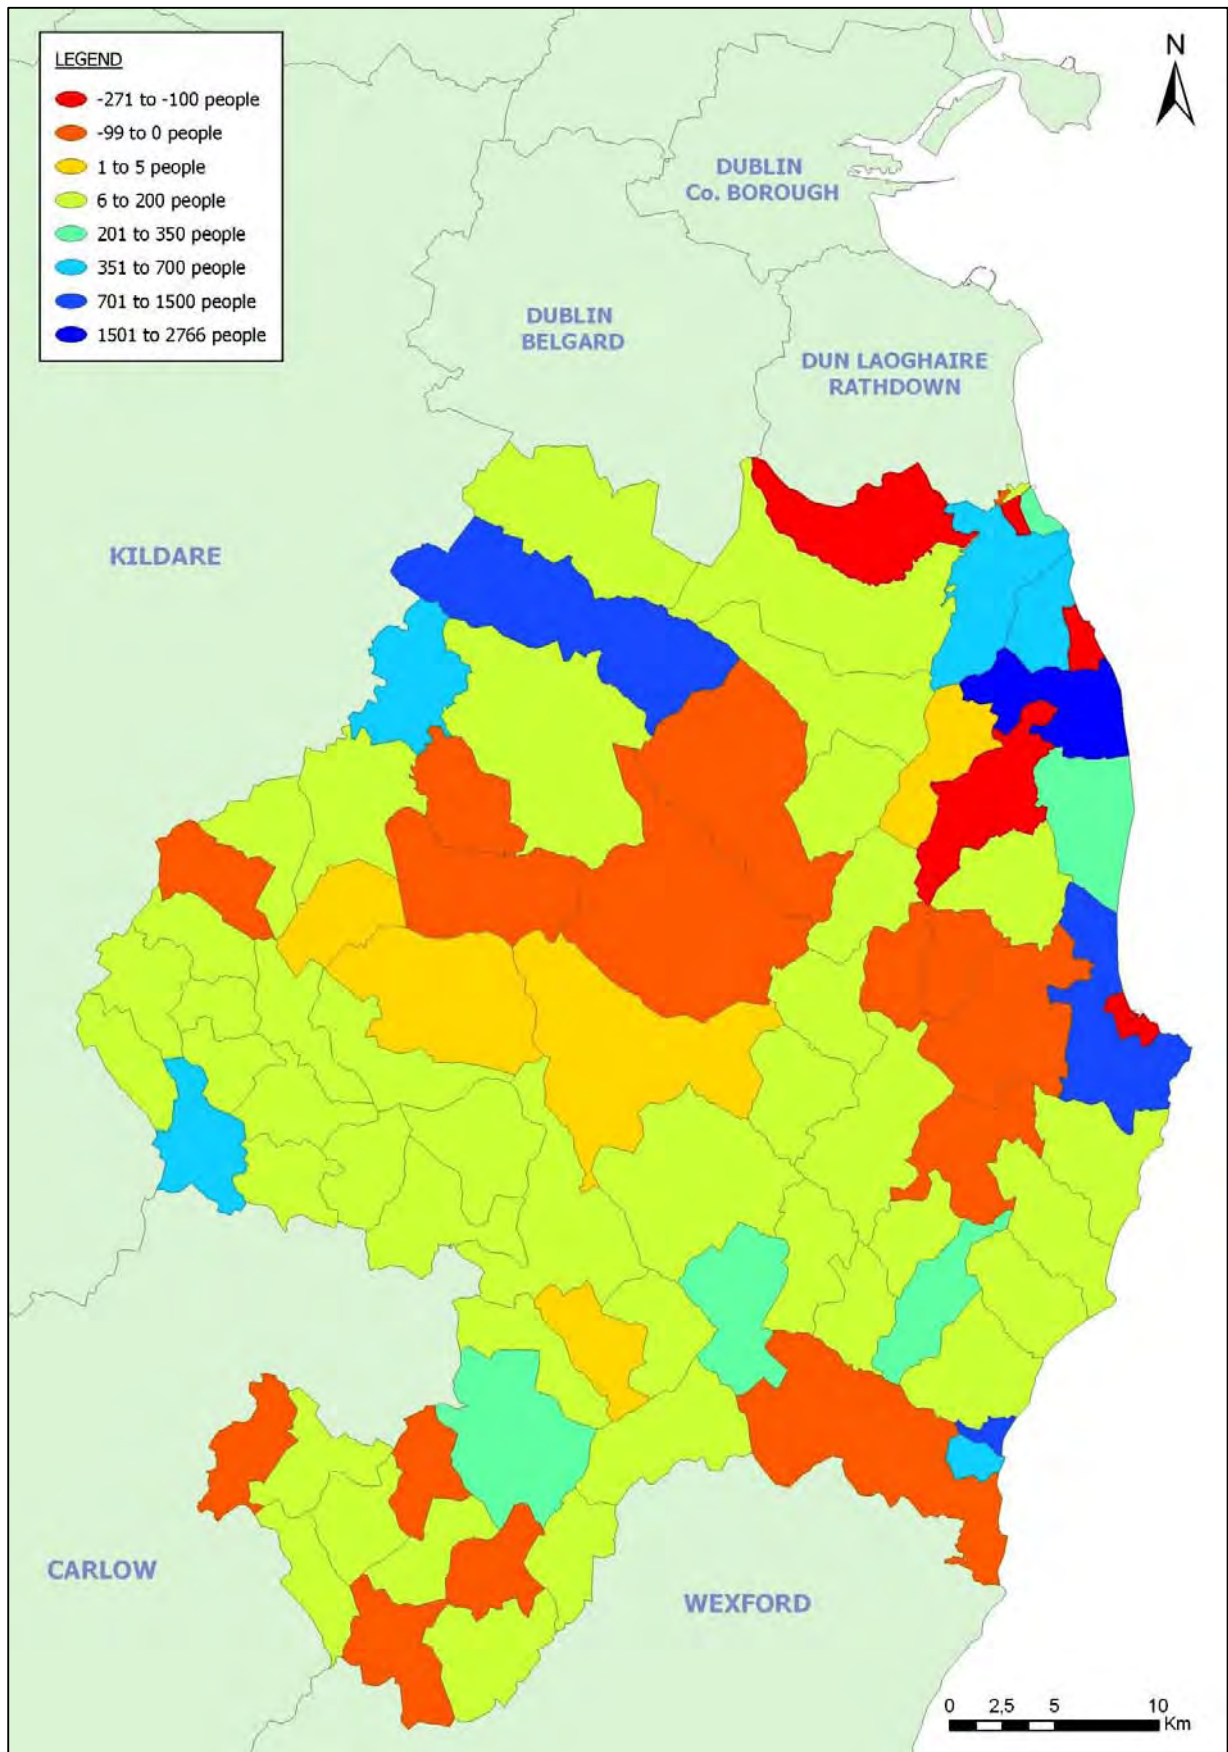 LEGEND
-271 to -100 people
-99 to 0 people
1 to 5 people
6 to 200 people
201 to 350 people
351 to 700 people
701 to 1500 people
1501 to 2766 people
N
DUBLIN
Co. BOROUGH
DUBLIN
BELGARD
DUN LAOGHAIRE
RATHDOWN
KILDARE
CARLOW
WEXFORD
0 2,5 5 10
Km